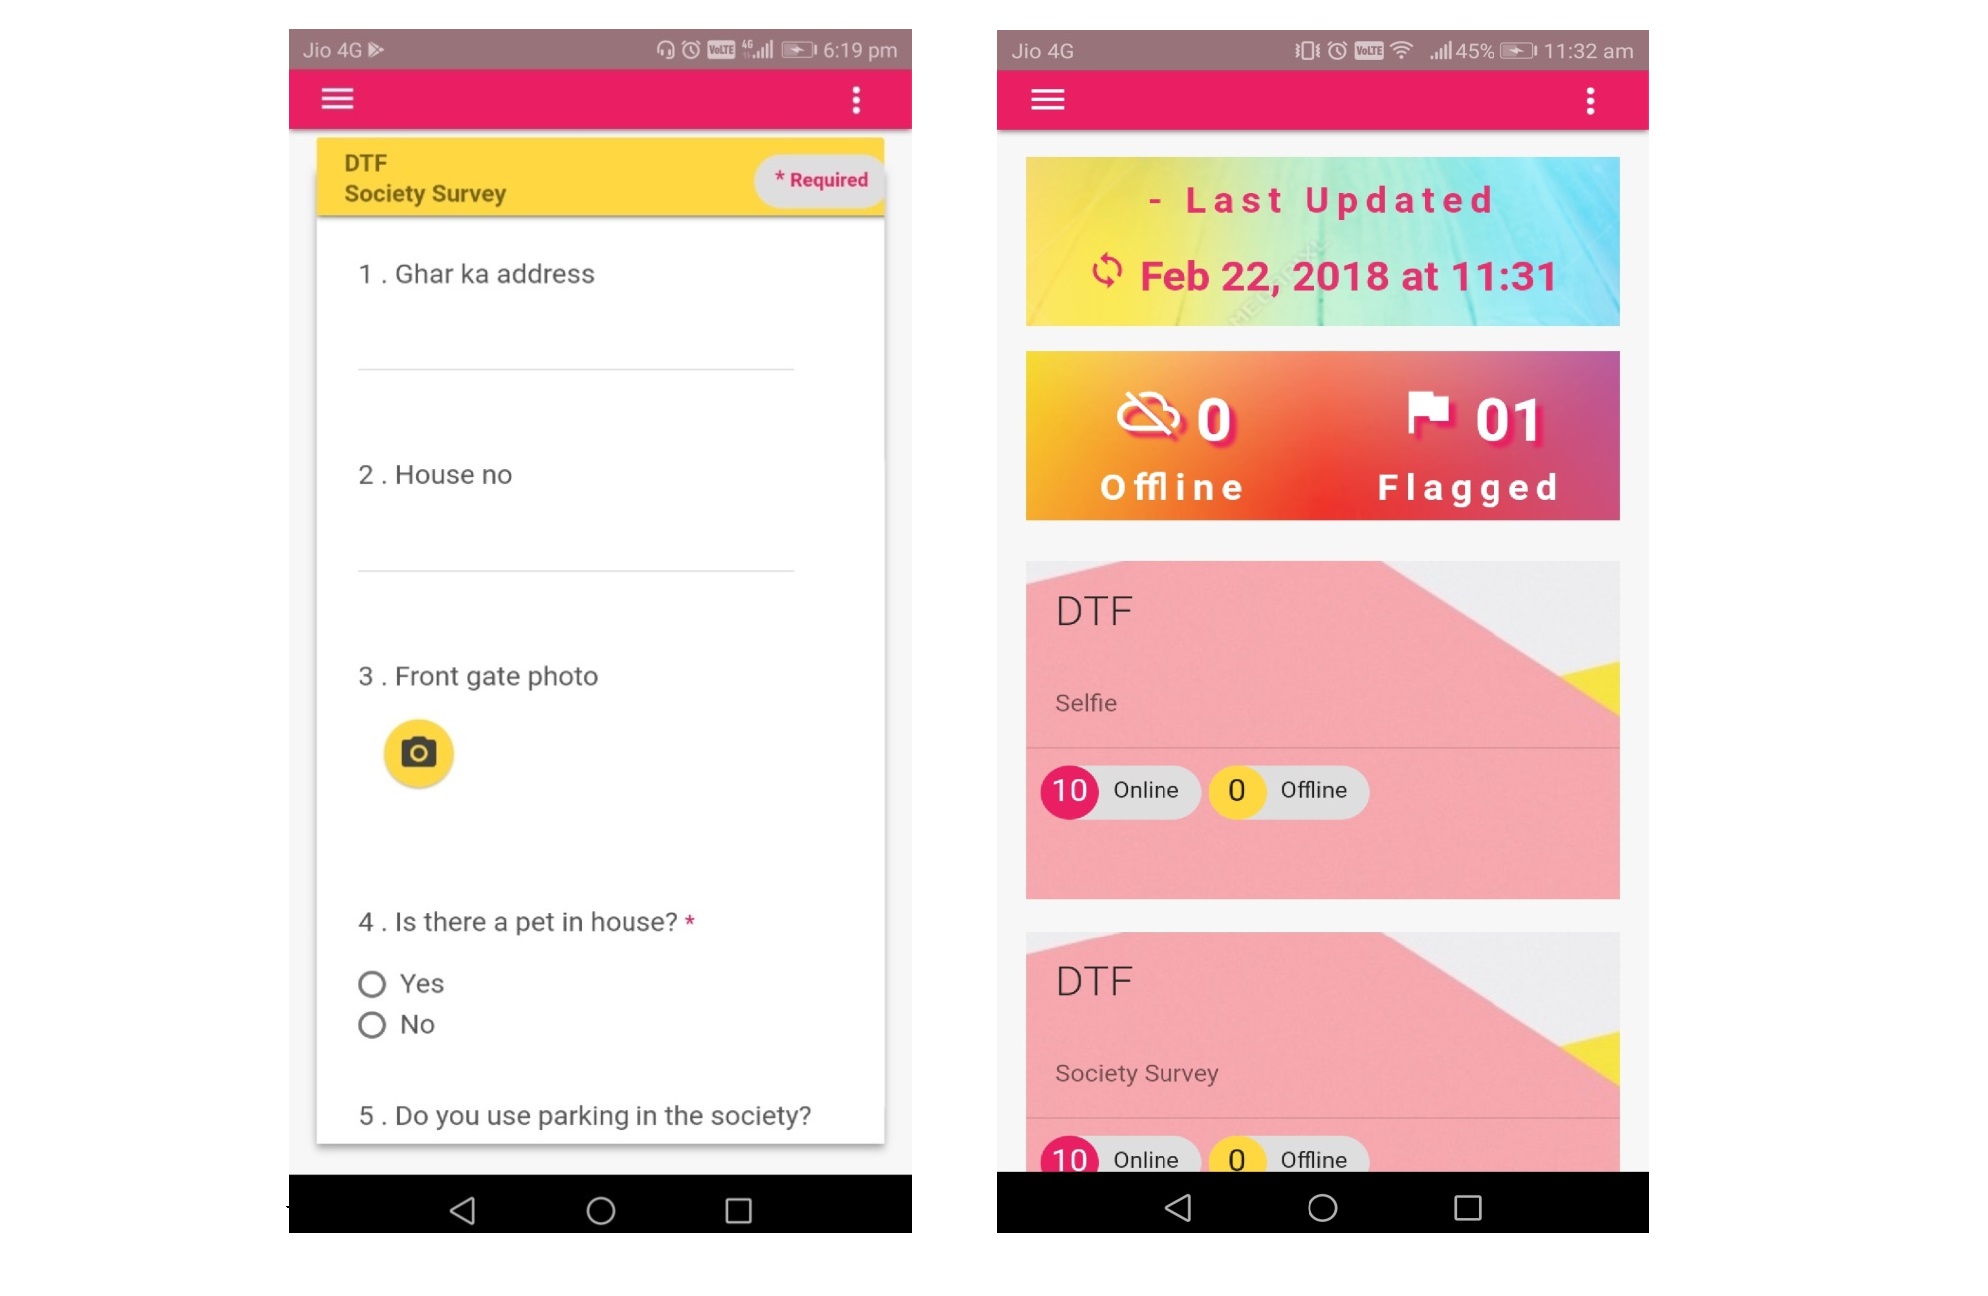 Jio 4G
VoLTE 4G 6:19 pm
DTF
Society Survey
* Required
1 . Ghar ka address
2 . House no
3 . Front gate photo
4 . Is there a pet in house? *
Yes
No
5 . Do you use parking in the society?
Jio 4G
VoLTE 45% 11:32 am
- Last Updated
Feb 22, 2018 at 11:31
0
Offline
01
Flagged
DTF
Selfie
10 Online 0 Offline
DTF
Society Survey
10 Online 0 Offline